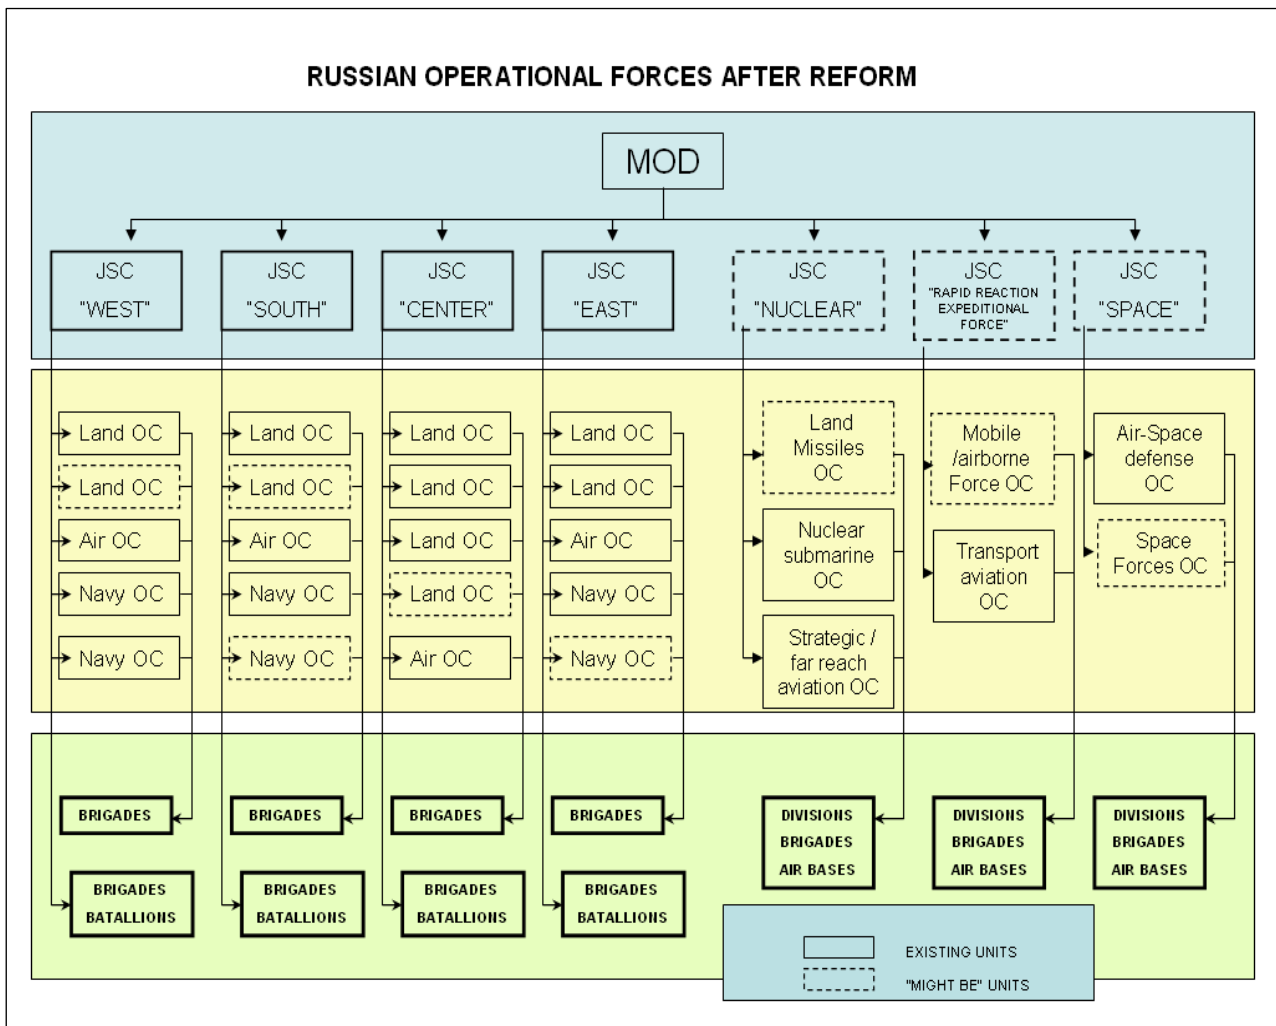 RUSSIAN OPERATIONAL FORCES AFTER REFORM
MOD
JSC
"WEST"
JSC
"SOUTH"
JSC
"CENTER"
JSC
"EAST"
JSC
"NUCLEAR"
JSC
"RAPID REACTION
EXPEDITIONAL
FORCE"
JSC
"SPACE"
Land OC
Land OC
Air OC
Navy OC
Navy OC
Land OC
Land OC
Air OC
Navy OC
Navy OC
Land OC
Land OC
Land OC
Land OC
Air OC
Land OC
Land OC
Air OC
Navy OC
Navy OC
Land
Missiles
OC
Nuclear
submarine
OC
Strategic /
far reach
aviation OC
Mobile
/airborne
Force OC
Transport
aviation
OC
Air-Space
defense
OC
Space
Forces OC
BRIGADES
BRIGADES
BATALLIONS
BRIGADES
BRIGADES
BATALLIONS
BRIGADES
BRIGADES
BATALLIONS
BRIGADES
BRIGADES
BATALLIONS
DIVISIONS
BRIGADES
AIR BASES
DIVISIONS
BRIGADES
AIR BASES
DIVISIONS
BRIGADES
AIR BASES
EXISTING UNITS
"MIGHT BE" UNITS